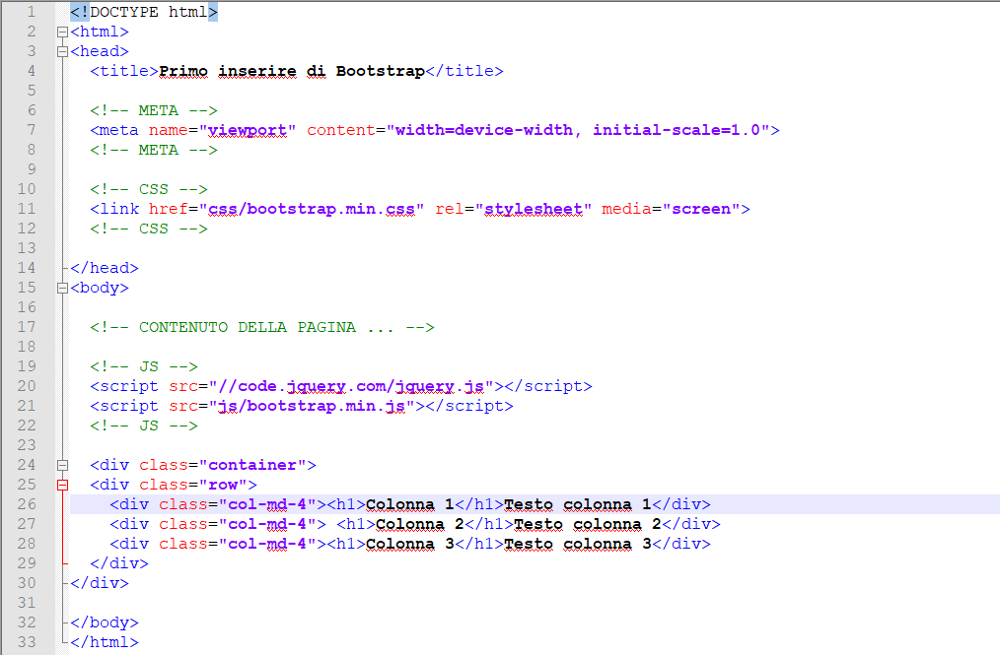 1 <!DOCTYPE html>
2 <html>
3 <head>
4 <title>Primo inserire di Bootstrap</title>
5
6 <!-- META -->
7 <meta name="viewport" content="width=device-width, initial-scale=1.0">
8 <!-- META -->
9
10 <!-- CSS -->
11 <link href="css/bootstrap.min.css" rel="stylesheet" media="screen">
12 <!-- CSS -->
13
14 </head>
15 <body>
16
17 <!-- CONTENUTO DELLA PAGINA ... -->
18
19 <!-- JS -->
20 <script src="//code.jquery.com/jquery.js"></script>
21 <script src="js/bootstrap.min.js"></script>
22 <!-- JS -->
23
24 <div class="container">
25 <div class="row">
26 <div class="col-md-4"><h1>Colonna 1</h1>Testo colonna 1</div>
27 <div class="col-md-4"> <h1>Colonna 2</h1>Testo colonna 2</div>
28 <div class="col-md-4"><h1>Colonna 3</h1>Testo colonna 3</div>
29 </div>
30 </div>
31
32 </body>
33 </html>